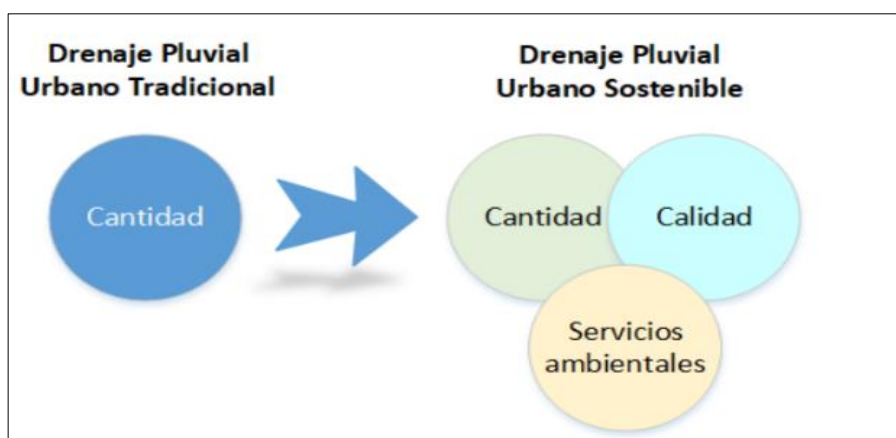 Drenaje Pluvial
Urbano Tradicional
Cantidad
Drenaje Pluvial
Urbano Sostenible
Cantidad
Calidad
Servicios
ambientales